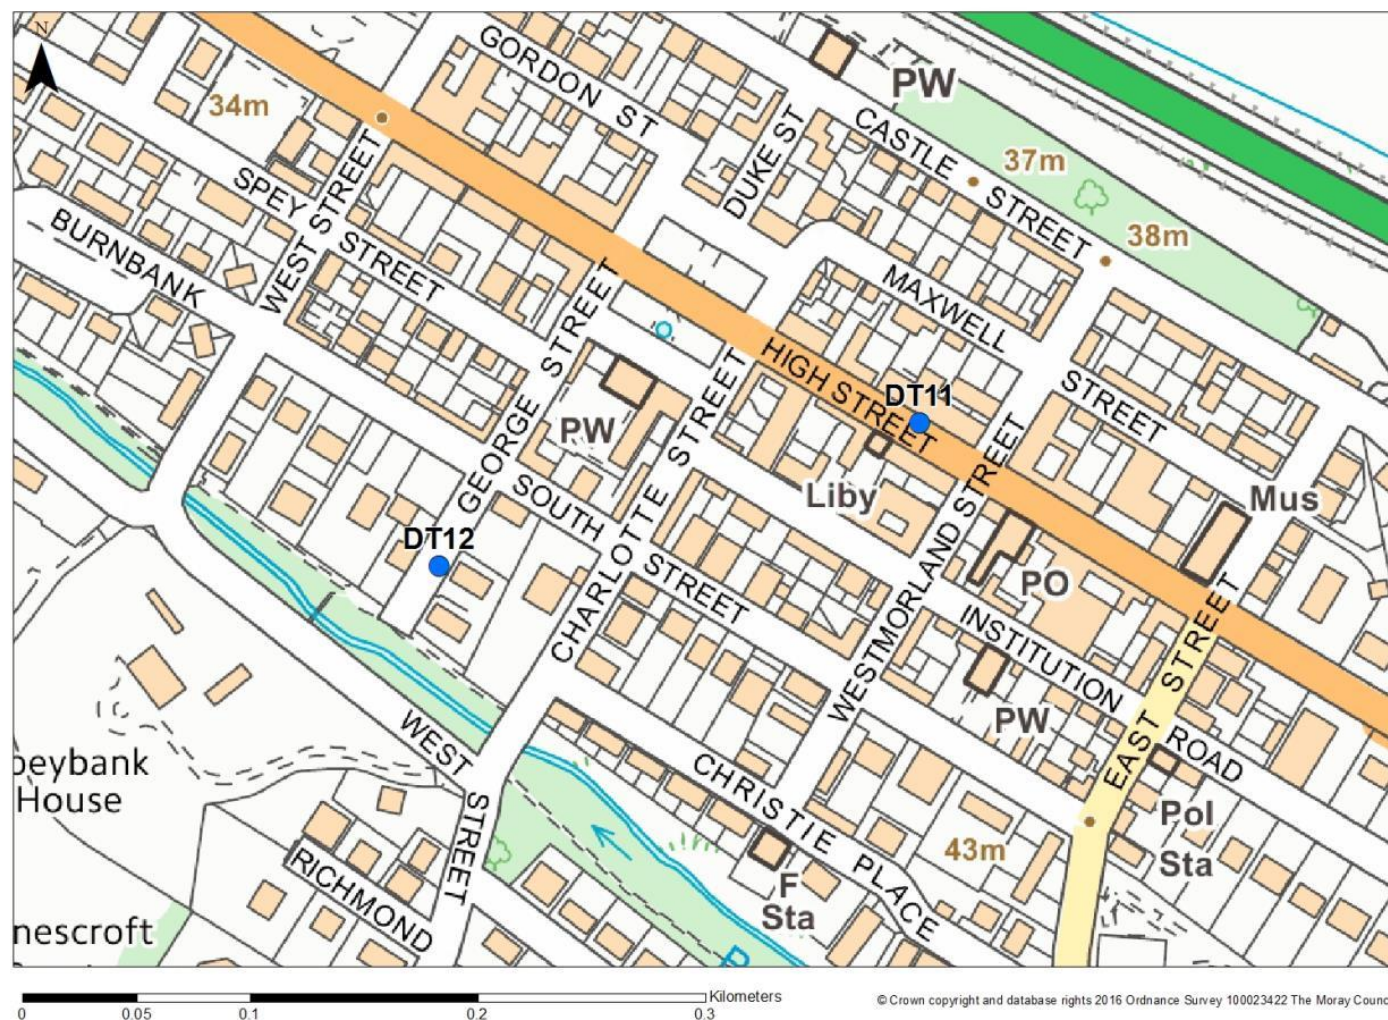 N
GORDON ST
PW
34m
CASTLE STREET
37m
DUKE ST
38m
SPEY STREET
WEST STREET
BURNBANK
MAXWELL STREET
HIGH STREET
DT11
GEORGE STREET
PW
CHARLOTTE STREET
WESTMORLAND STREET
Liby
Mus
SOUTH STREET
DT12
PO
INSTITUTION ROAD
EAST STREET
PW
WEST STREET
peybank
House
CHRISTIE PLACE
Pol
Sta
43m
RICHMOND
F
Sta
nescroft
0 0.05 0.1 0.2 0.3 Kilometers
© Crown copyright and database rights 2016 Ordnance Survey 100023422 The Moray Counc